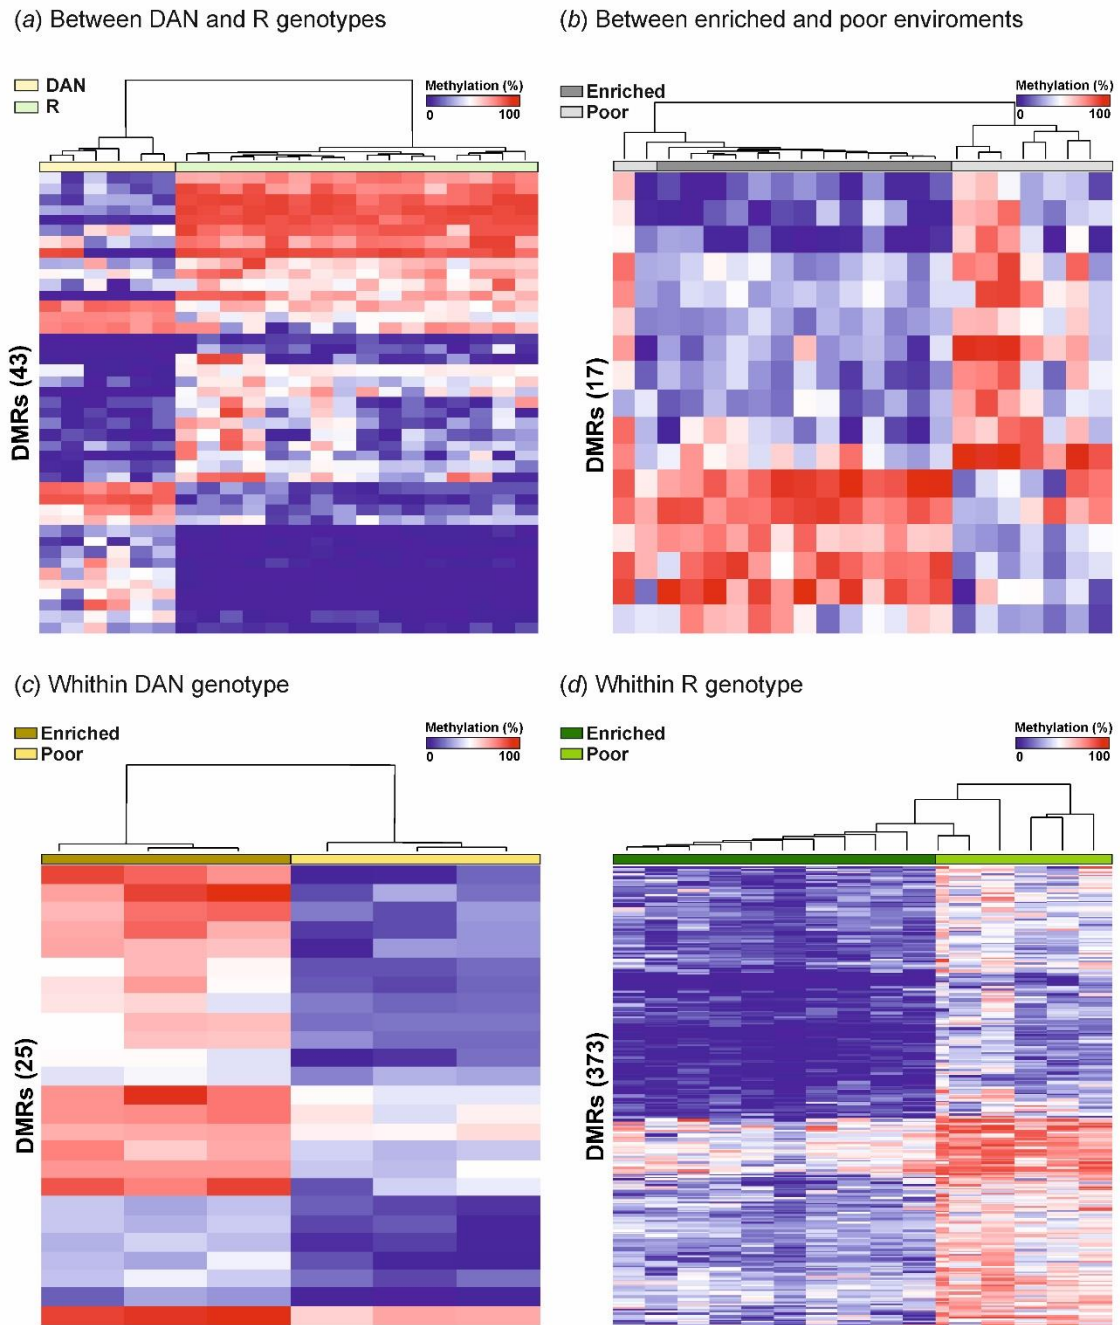 (a) Between DAN and R genotypes
DAN
R
Methylation (%)
0 100
DMRs (43)
(b) Between enriched and poor enviroments
Enriched
Poor
Methylation (%)
0 100
DMRs (17)
(c) Whithin DAN genotype
Enriched
Poor
Methylation (%)
0 100
DMRs (25)
(d) Whithin R genotype
Enriched
Poor
Methylation (%)
0 100
DMRs (373)